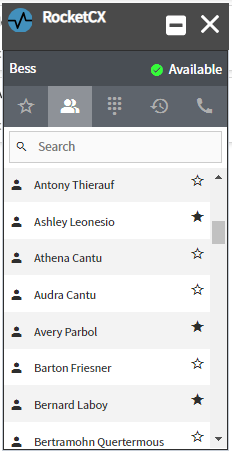 RocketCX
Bess Available
Search
Antony Thierauf
Ashley Leonesio
Athena Cantu
Audra Cantu
Avery Parbol
Barton Friesner
Bernard Laboy
Bertramohn Quertermous